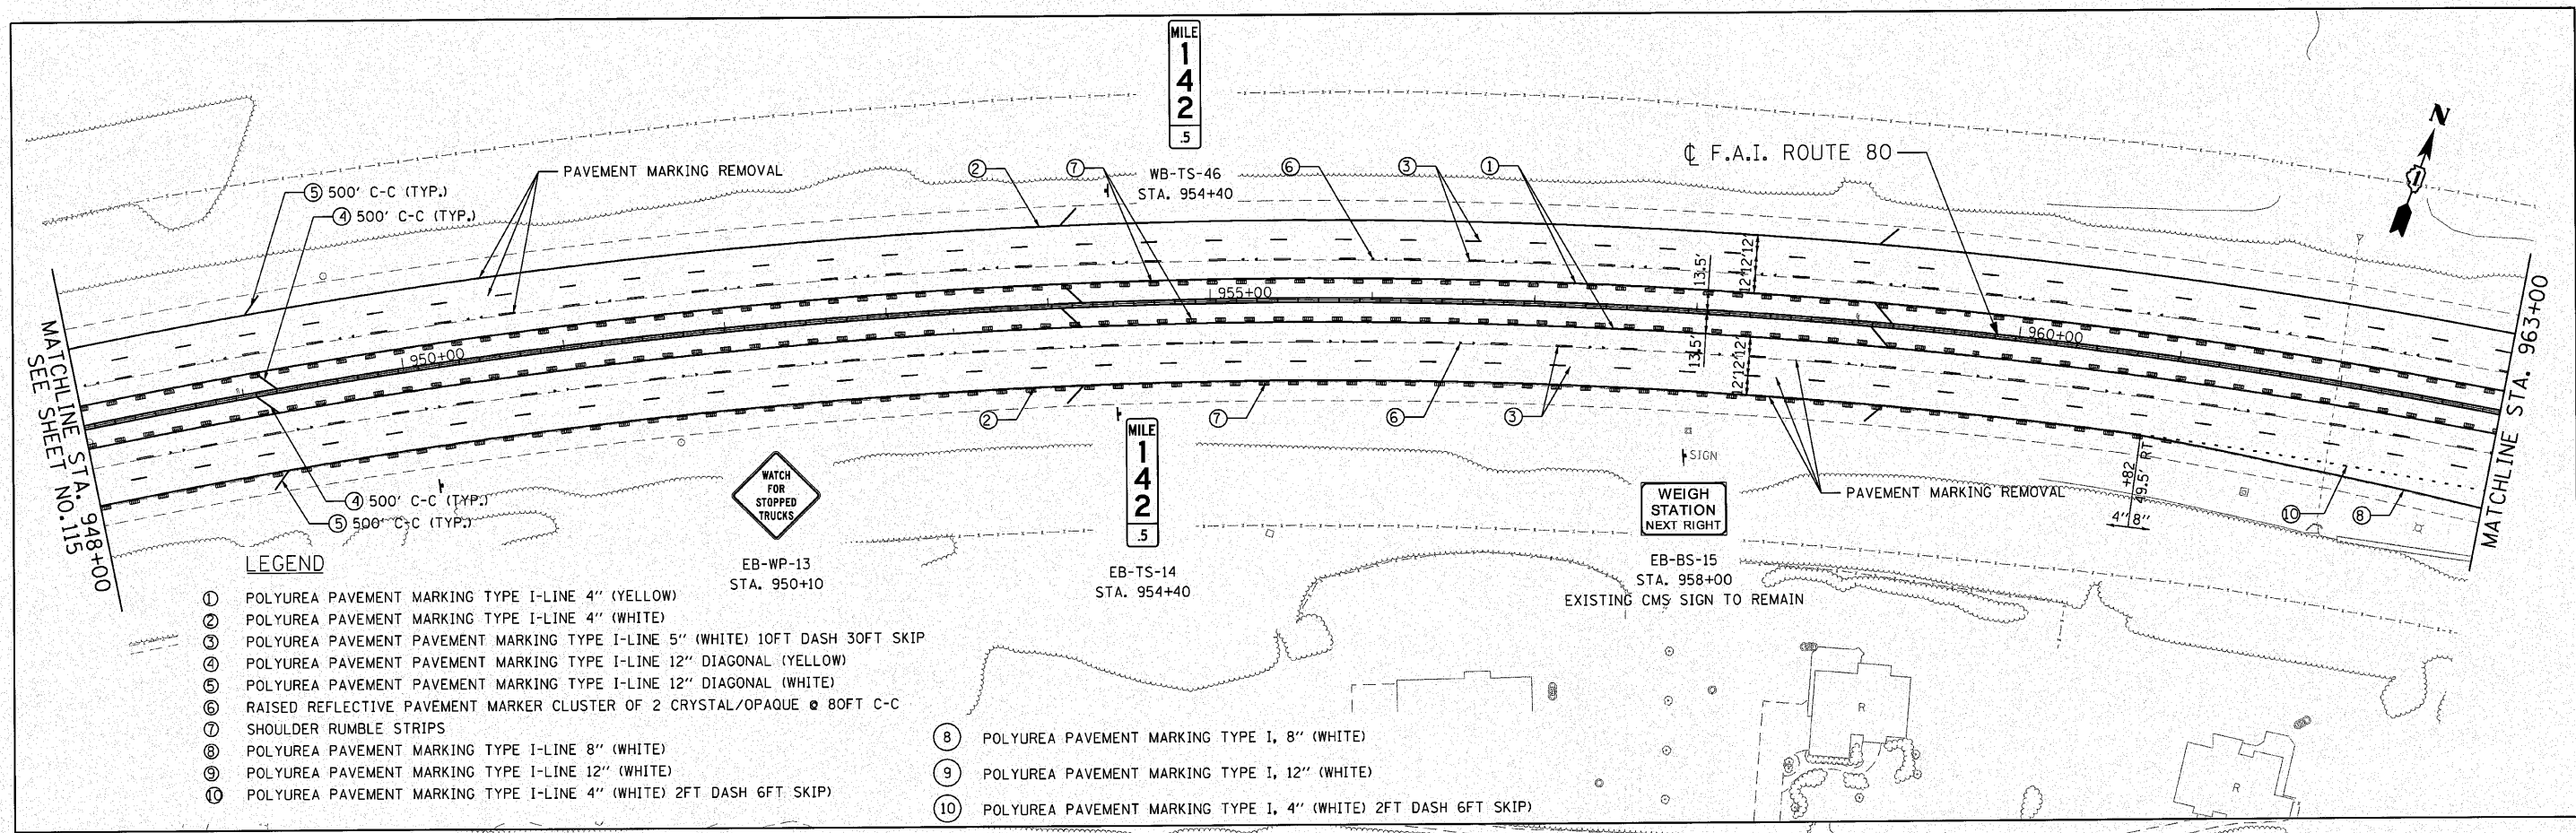 MILE
1
4
2
.5
WB-TS-46
STA. 954+40
⑤ 500' C-C (TYP.)
④ 500' C-C (TYP.)
PAVEMENT MARKING REMOVAL
②
⑦
⑥
③
①
℄ F.A.I. ROUTE 80
N
13.5'
12'12'12'
950+00
955+00
960+00
13.5'
12'12'12'
MATCHLINE STA. 948+00
SEE SHEET NO.115
MATCHLINE STA. 963+00
④ 500' C-C (TYP.)
⑤ 500' C-C (TYP.)
②
⑦
⑥
③
PAVEMENT MARKING REMOVAL
+82
49.5' RT
4" 8"
⑩
⑧
SIGN
WATCH
FOR
STOPPED
TRUCKS
EB-WP-13
STA. 950+10
MILE
1
4
2
.5
EB-TS-14
STA. 954+40
WEIGH
STATION
NEXT RIGHT
EB-BS-15
STA. 958+00
EXISTING CMS SIGN TO REMAIN
LEGEND
① POLYUREA PAVEMENT MARKING TYPE I-LINE 4" (YELLOW)
② POLYUREA PAVEMENT MARKING TYPE I-LINE 4" (WHITE)
③ POLYUREA PAVEMENT PAVEMENT MARKING TYPE I-LINE 5" (WHITE) 10FT DASH 30FT SKIP
④ POLYUREA PAVEMENT PAVEMENT MARKING TYPE I-LINE 12" DIAGONAL (YELLOW)
⑤ POLYUREA PAVEMENT PAVEMENT MARKING TYPE I-LINE 12" DIAGONAL (WHITE)
⑥ RAISED REFLECTIVE PAVEMENT MARKER CLUSTER OF 2 CRYSTAL/OPAQUE @ 80FT C-C
⑦ SHOULDER RUMBLE STRIPS
⑧ POLYUREA PAVEMENT MARKING TYPE I-LINE 8" (WHITE)
⑨ POLYUREA PAVEMENT MARKING TYPE I-LINE 12" (WHITE)
⑩ POLYUREA PAVEMENT MARKING TYPE I-LINE 4" (WHITE) 2FT DASH 6FT SKIP)
⑧ POLYUREA PAVEMENT MARKING TYPE I, 8" (WHITE)
⑨ POLYUREA PAVEMENT MARKING TYPE I, 12" (WHITE)
⑩ POLYUREA PAVEMENT MARKING TYPE I, 4" (WHITE) 2FT DASH 6FT SKIP)
R
R